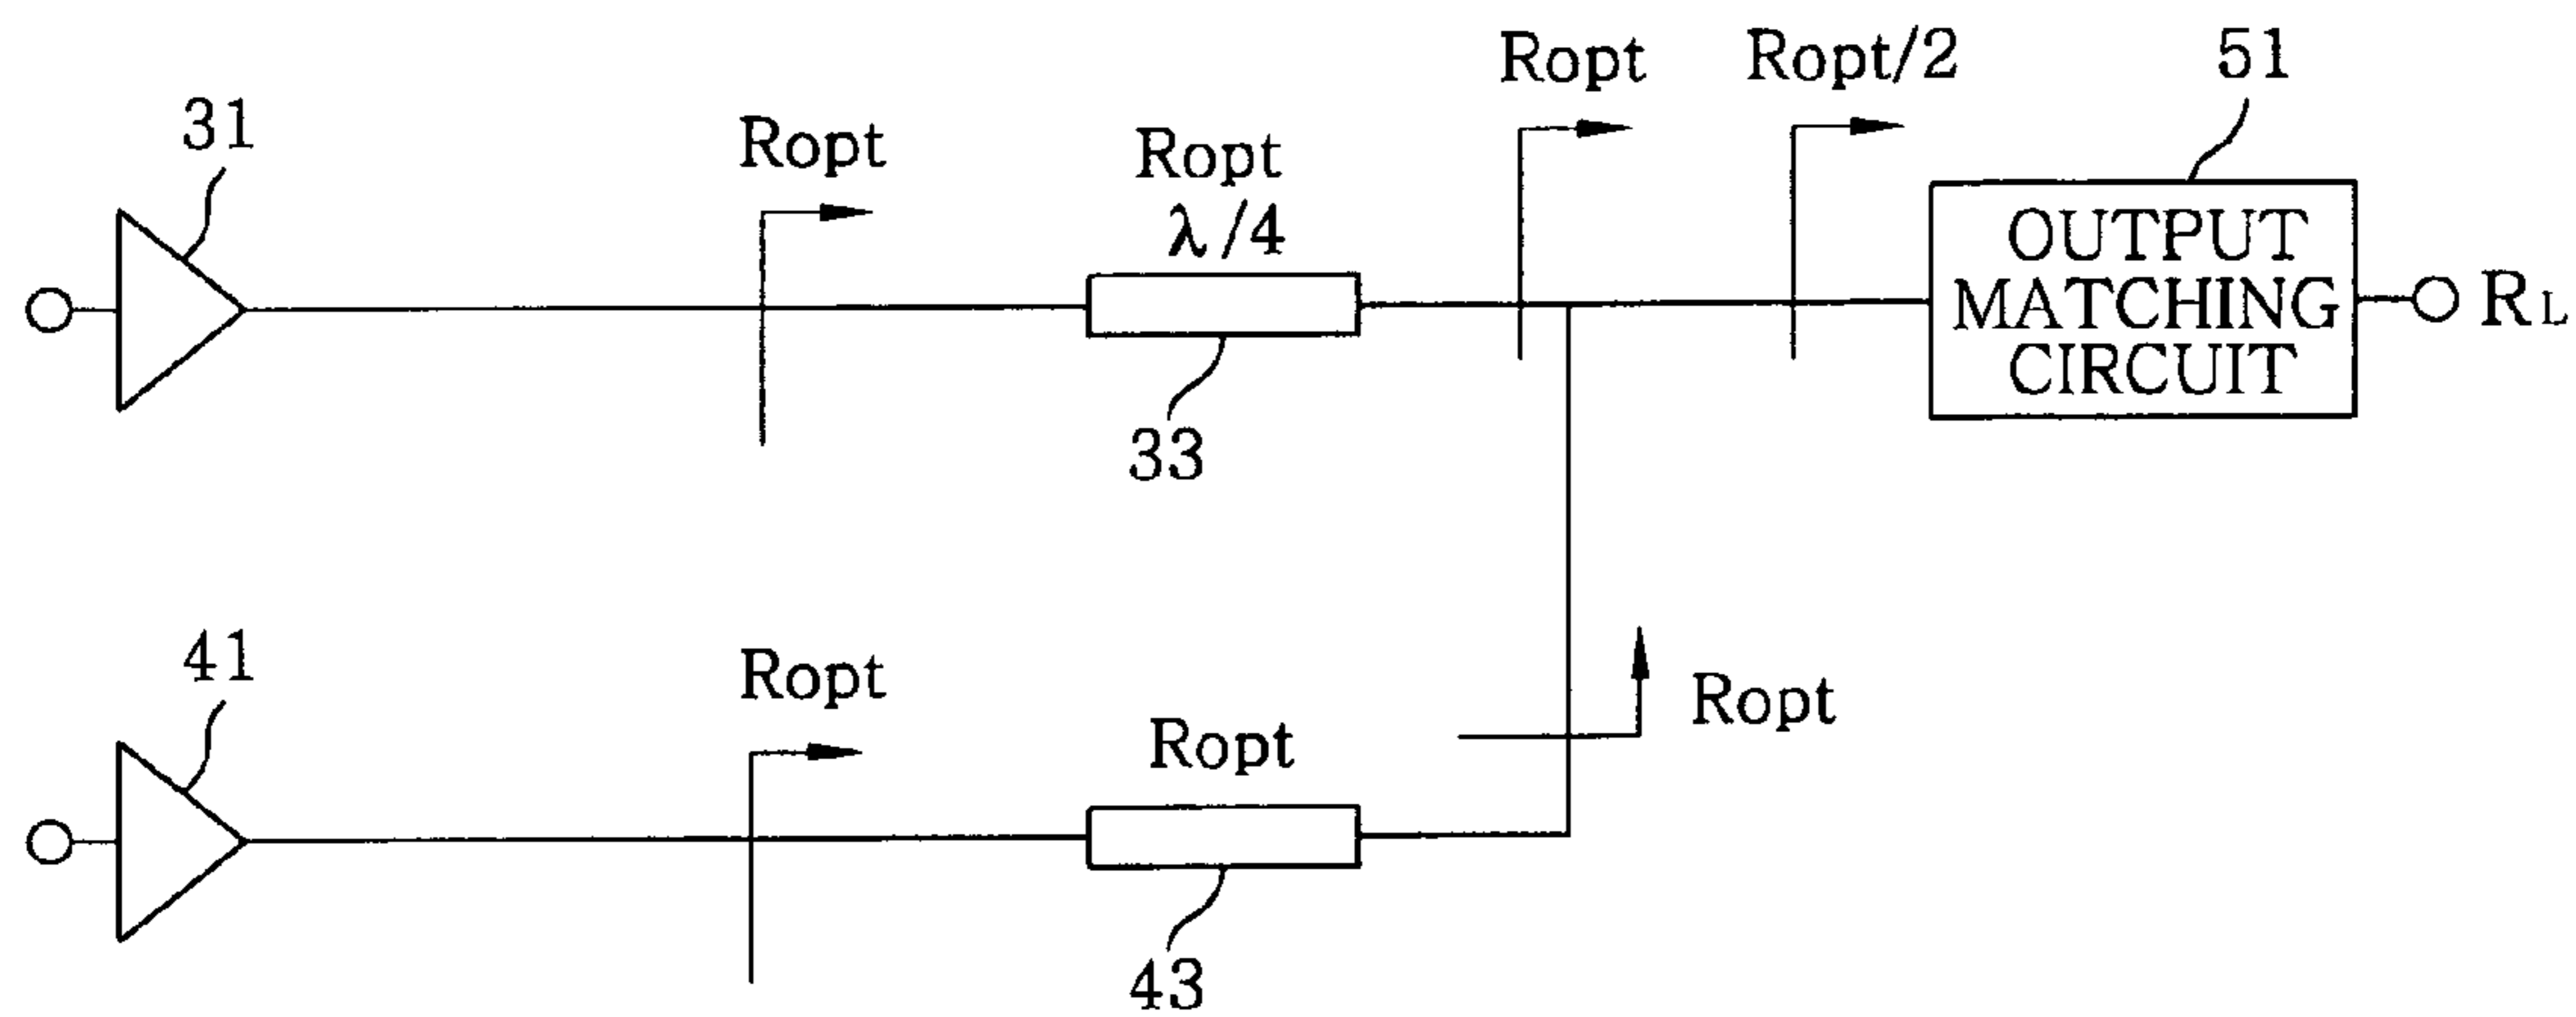 Ropt
Ropt/2
51
31
Ropt
Ropt
λ/4
OUTPUT
MATCHING
CIRCUIT
RL
33
41
Ropt
Ropt
Ropt
43